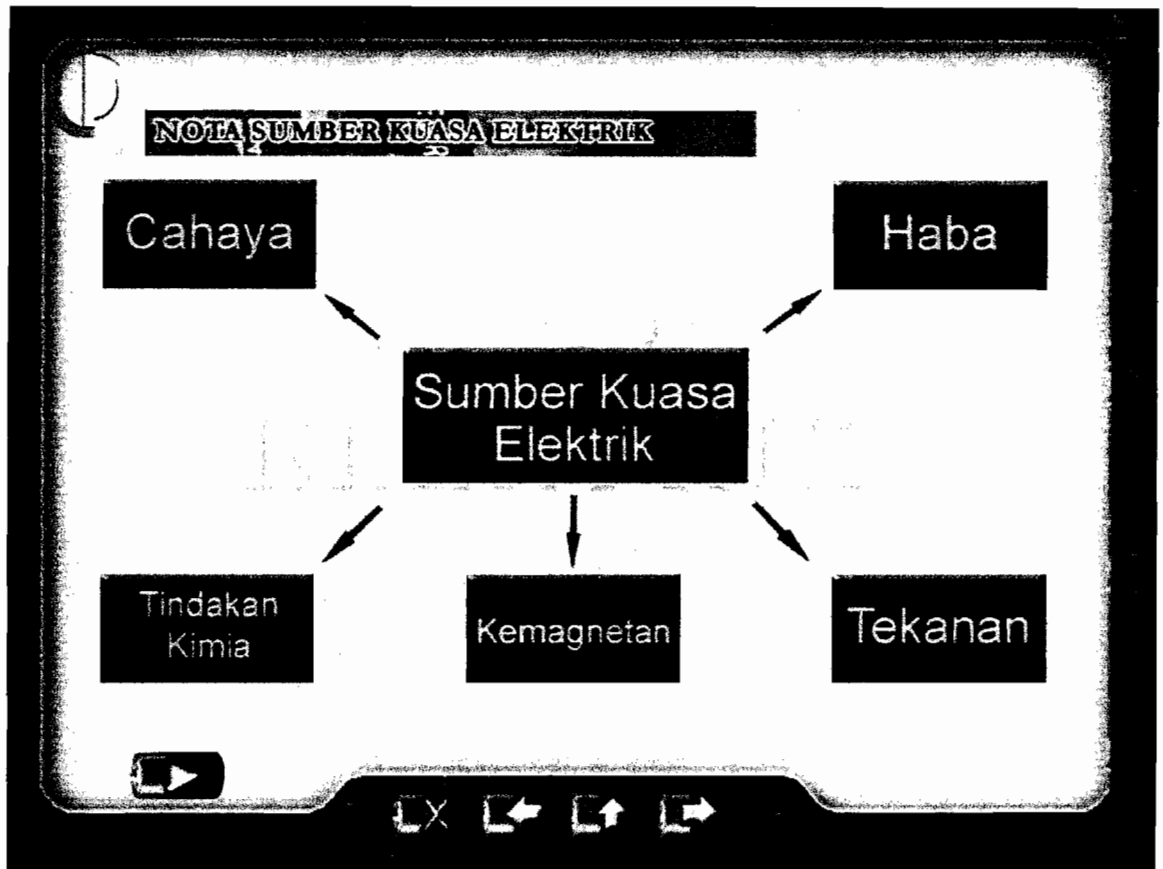 NOTA SUMBER KUASA ELEKTRIK
Cahaya
Haba
Sumber Kuasa
Elektrik
Tindakan
Kimia
Kemagnetan
Tekanan